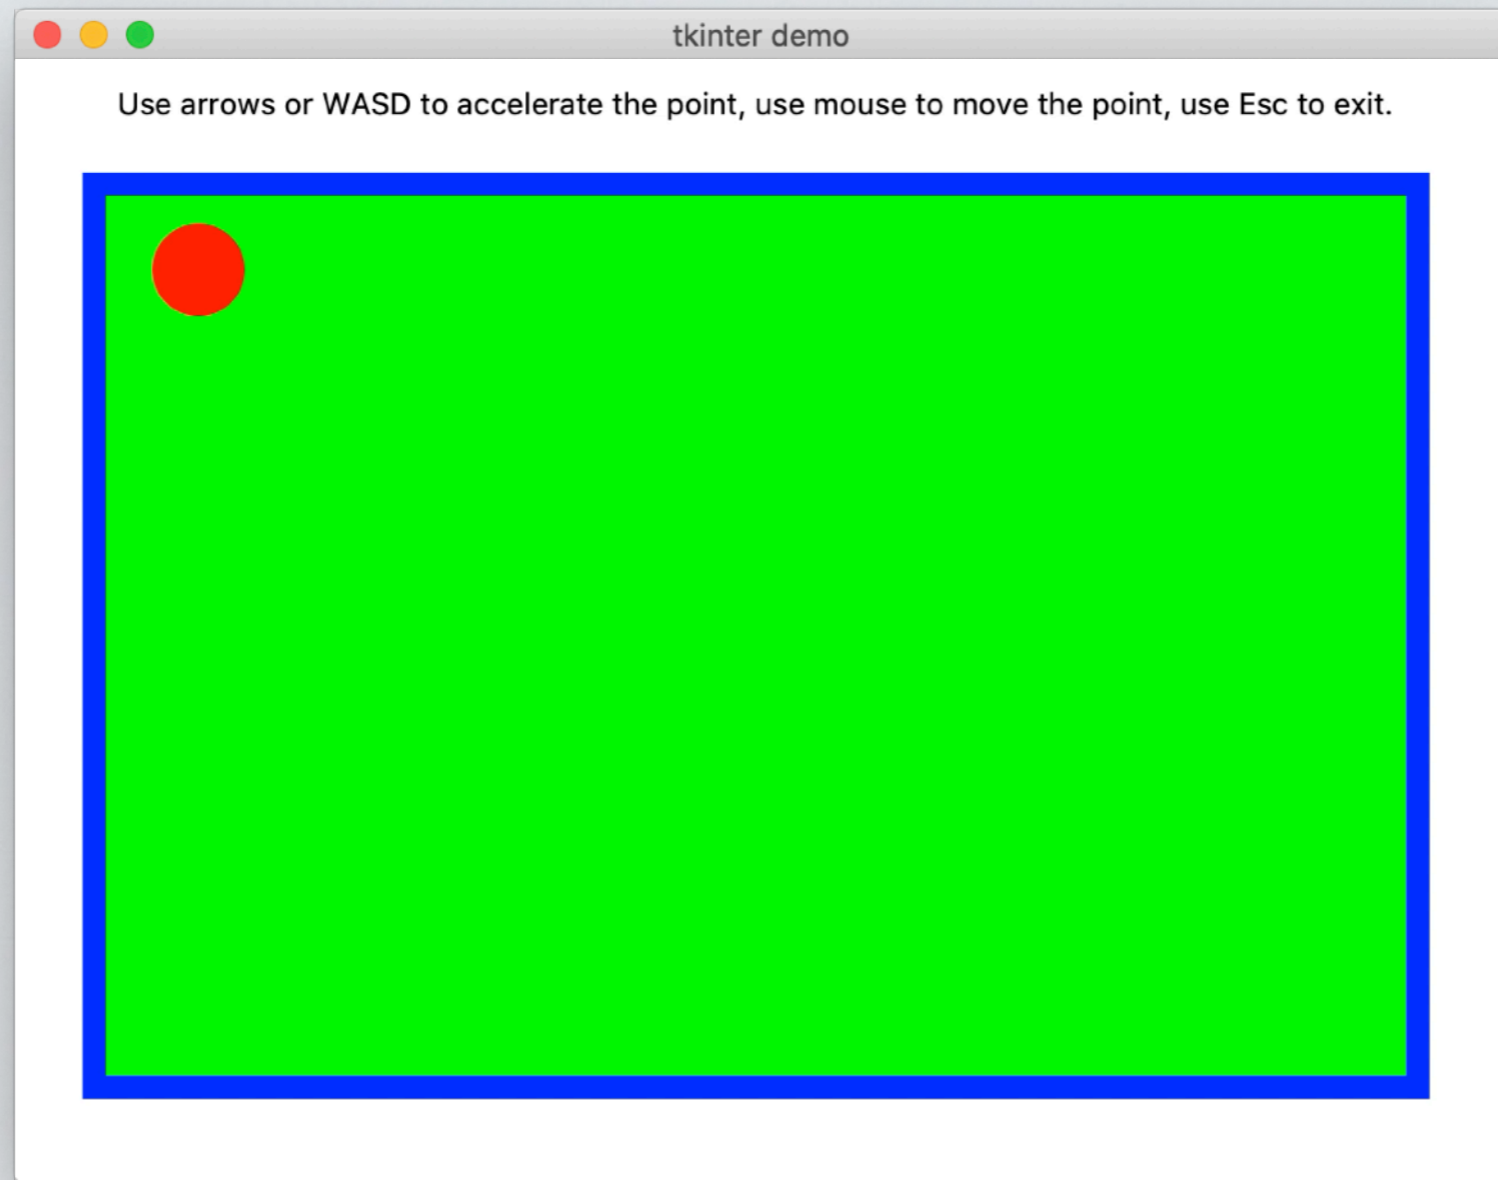 tkinter demo
Use arrows or WASD to accelerate the point, use mouse to move the point, use Esc to exit.